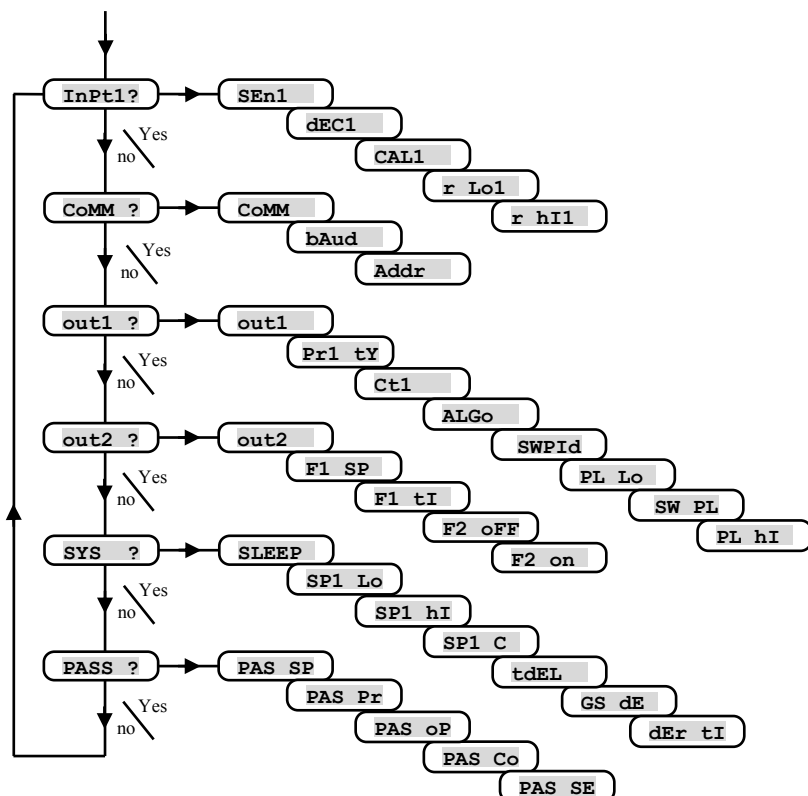 InPt1? SEn1
dEC1
Yes
no
CAL1
r Lo1
CoMM ? CoMM
r hI1
bAud
Yes
no
Addr
out1 ? out1
Pr1 tY
Yes
no
Ct1
ALGo
out2 ? out2
SWPId
F1 SP
PL Lo
Yes
no
F1 tI
SW PL
F2 oFF
PL hI
SYS ? SLEEP
F2 on
SP1 Lo
Yes
no
SP1 hI
SP1 C
PASS ? PAS SP
tdEL
PAS Pr
GS dE
Yes
no
PAS oP
dEr tI
PAS Co
PAS SE